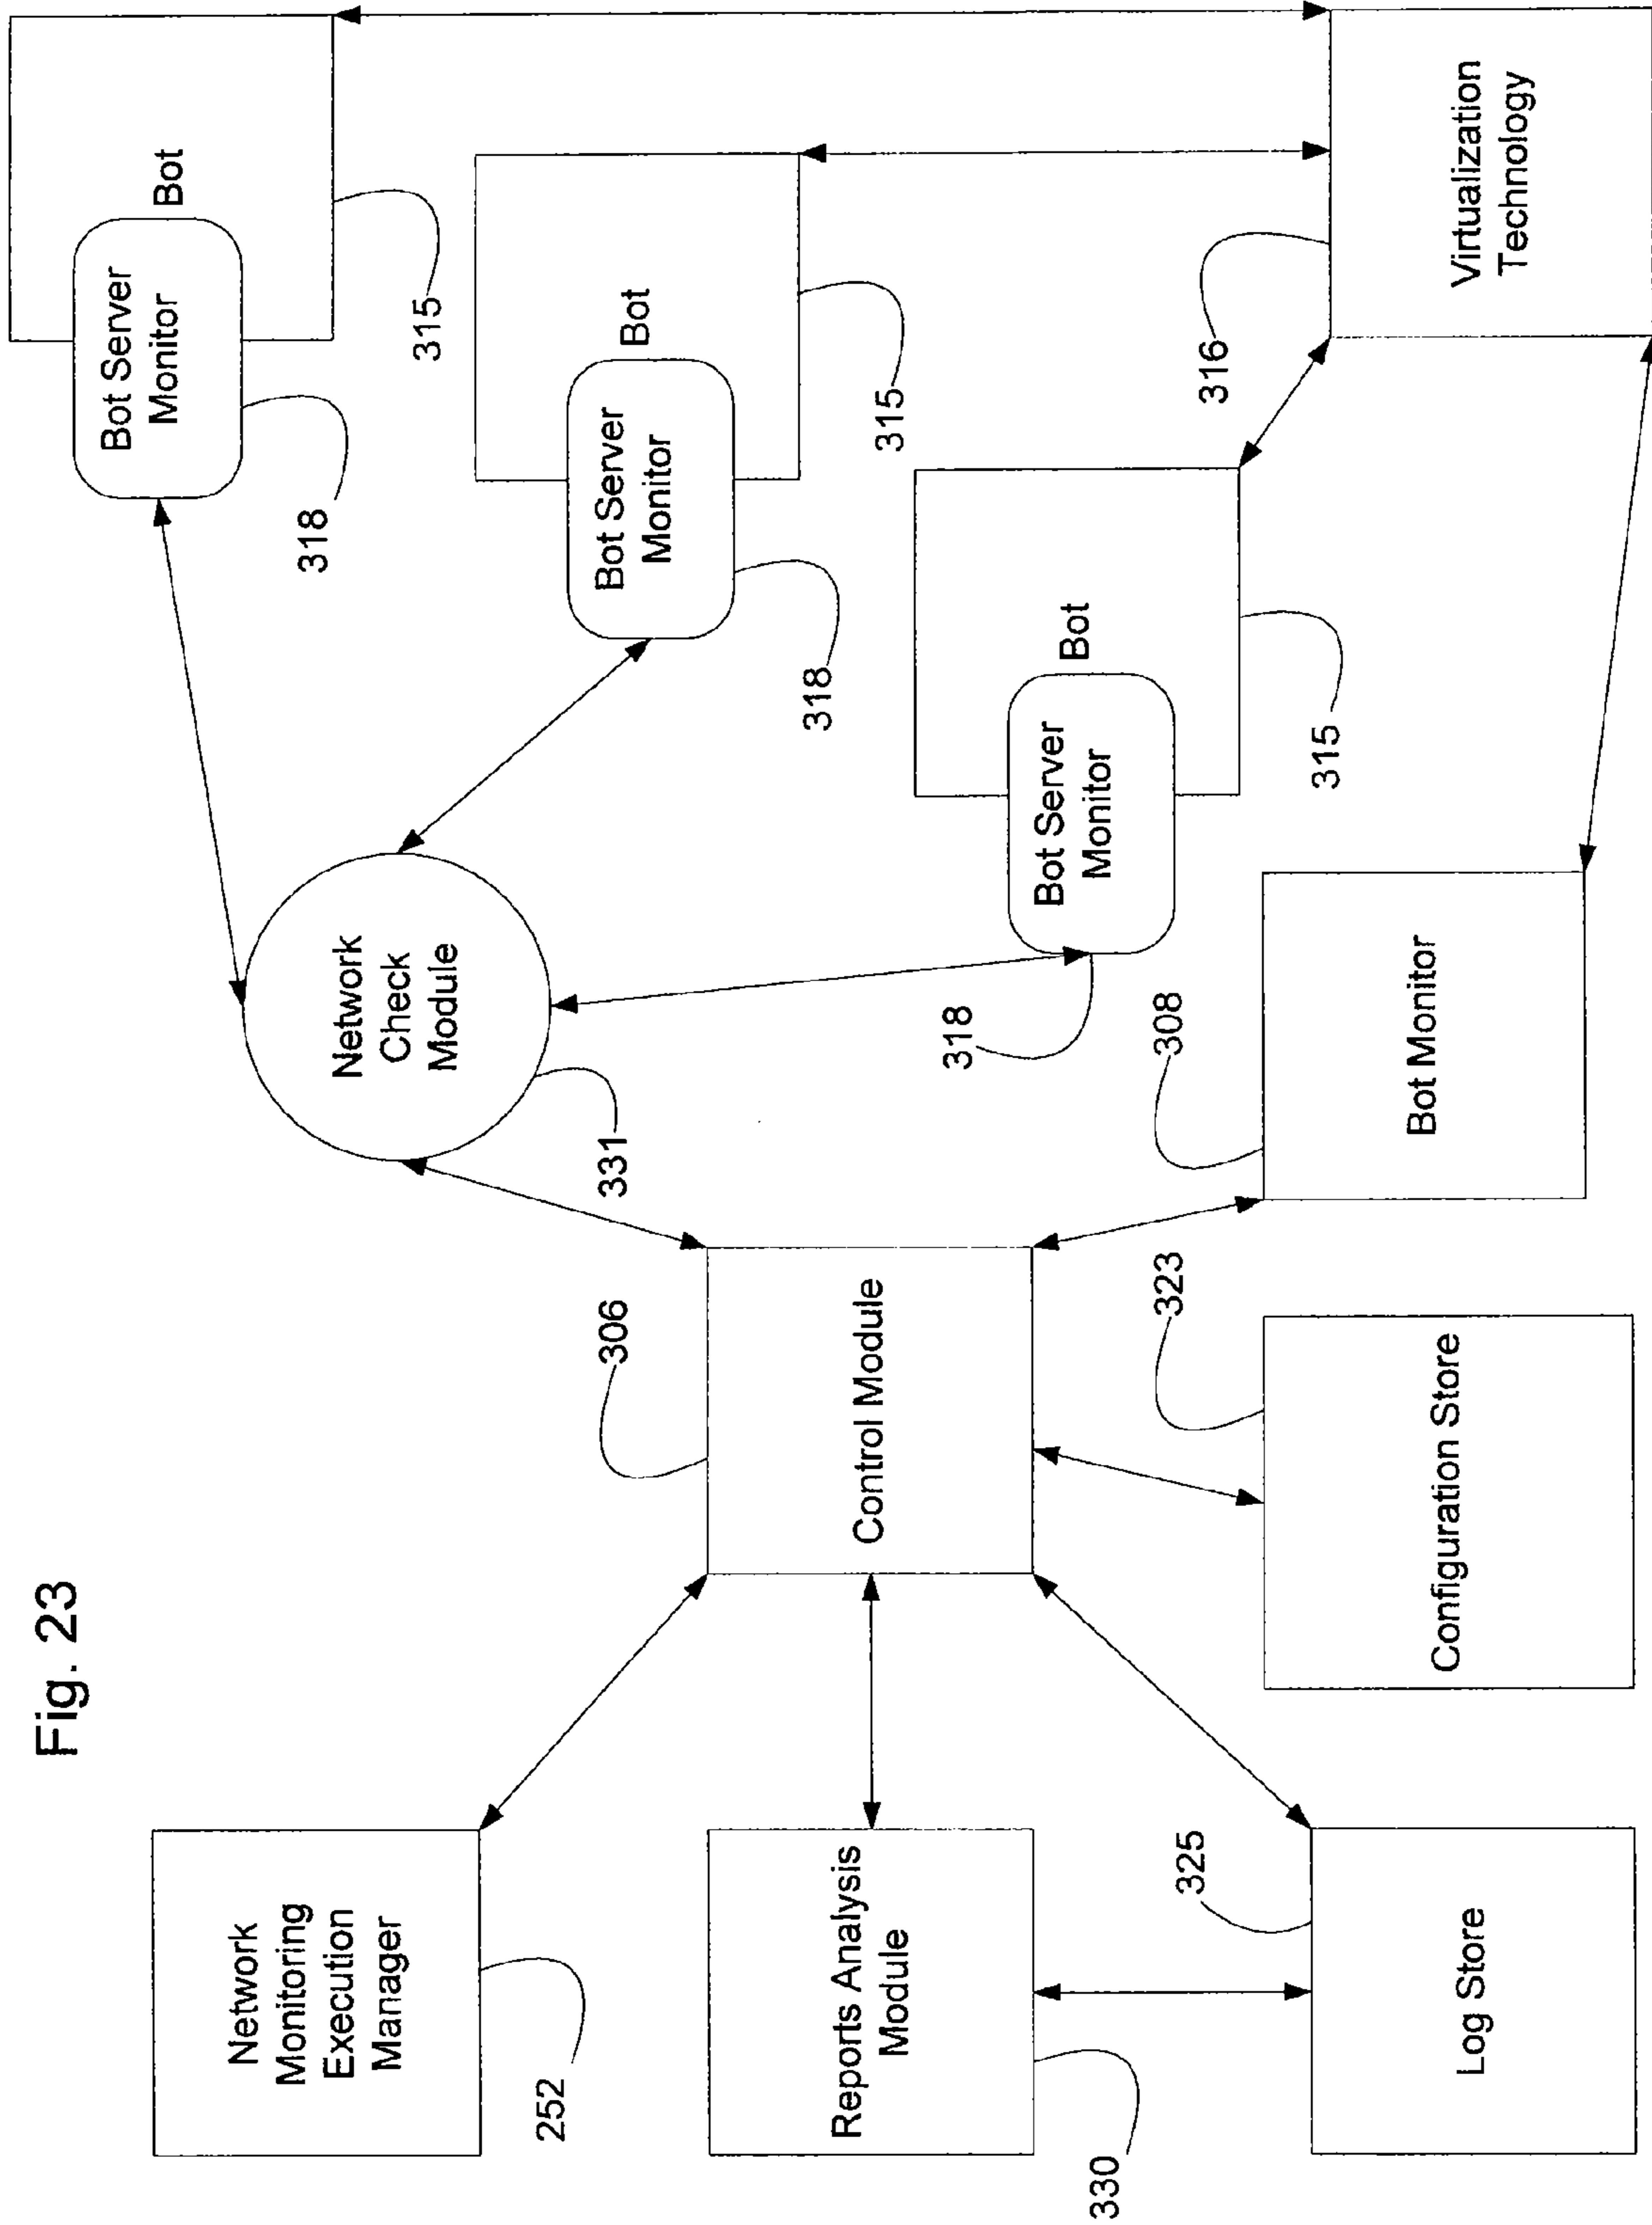 Fig. 23
Network
Monitoring
Execution
Manager
252
Reports Analysis
Module
330
Log Store
325
Control Module
306
Configuration Store
323
Network
Check
Module
331
Bot Monitor
308
Bot Server
Monitor
Bot
318
315
Bot Server
Monitor
Bot
318
315
Bot Server
Monitor
Bot
318
315
Virtualization
Technology
316